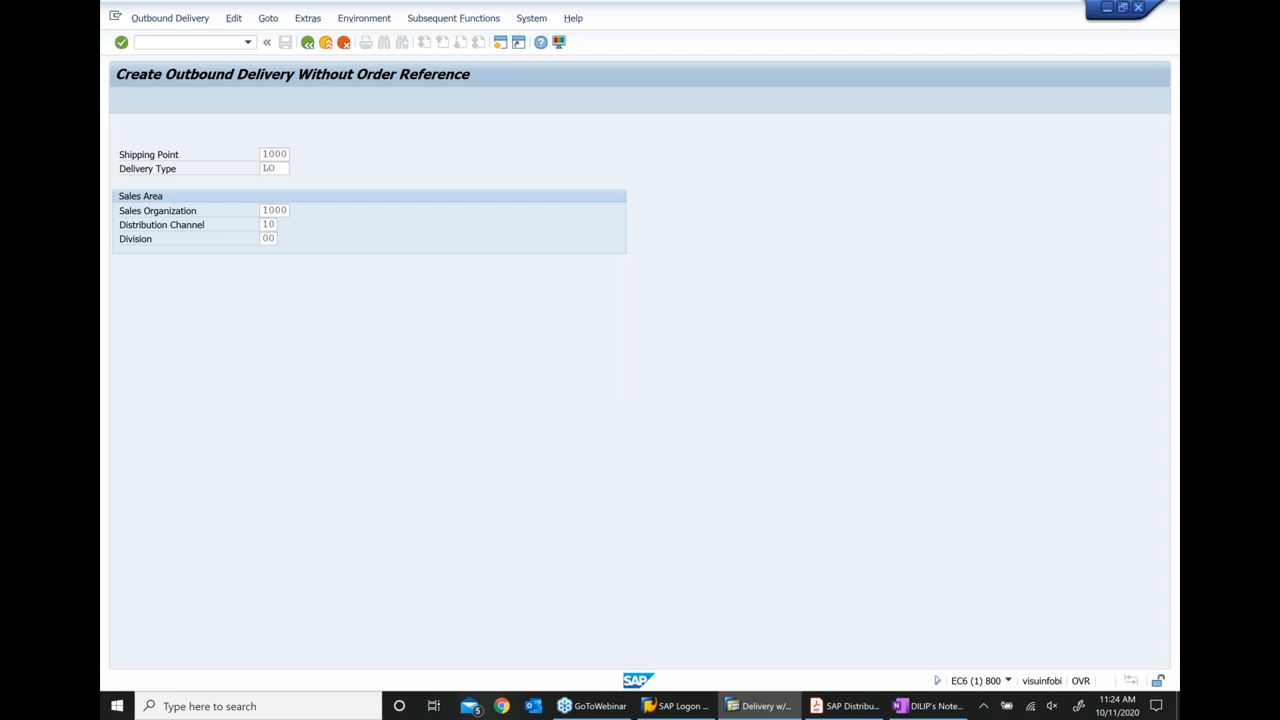 Outbound Delivery Edit Goto Extras Environment Subsequent Functions System Help
Create Outbound Delivery Without Order Reference
Shipping Point 1000
Delivery Type LO
Sales Area
Sales Organization 1000
Distribution Channel 10
Division 00
SAP EC6 (1) 800 visuinfobi OVR
Type here to search 5 GoToWebinar SAP Logon ... Delivery w/... SAP Distribu... DILIP's Note... 11:24 AM
10/11/2020